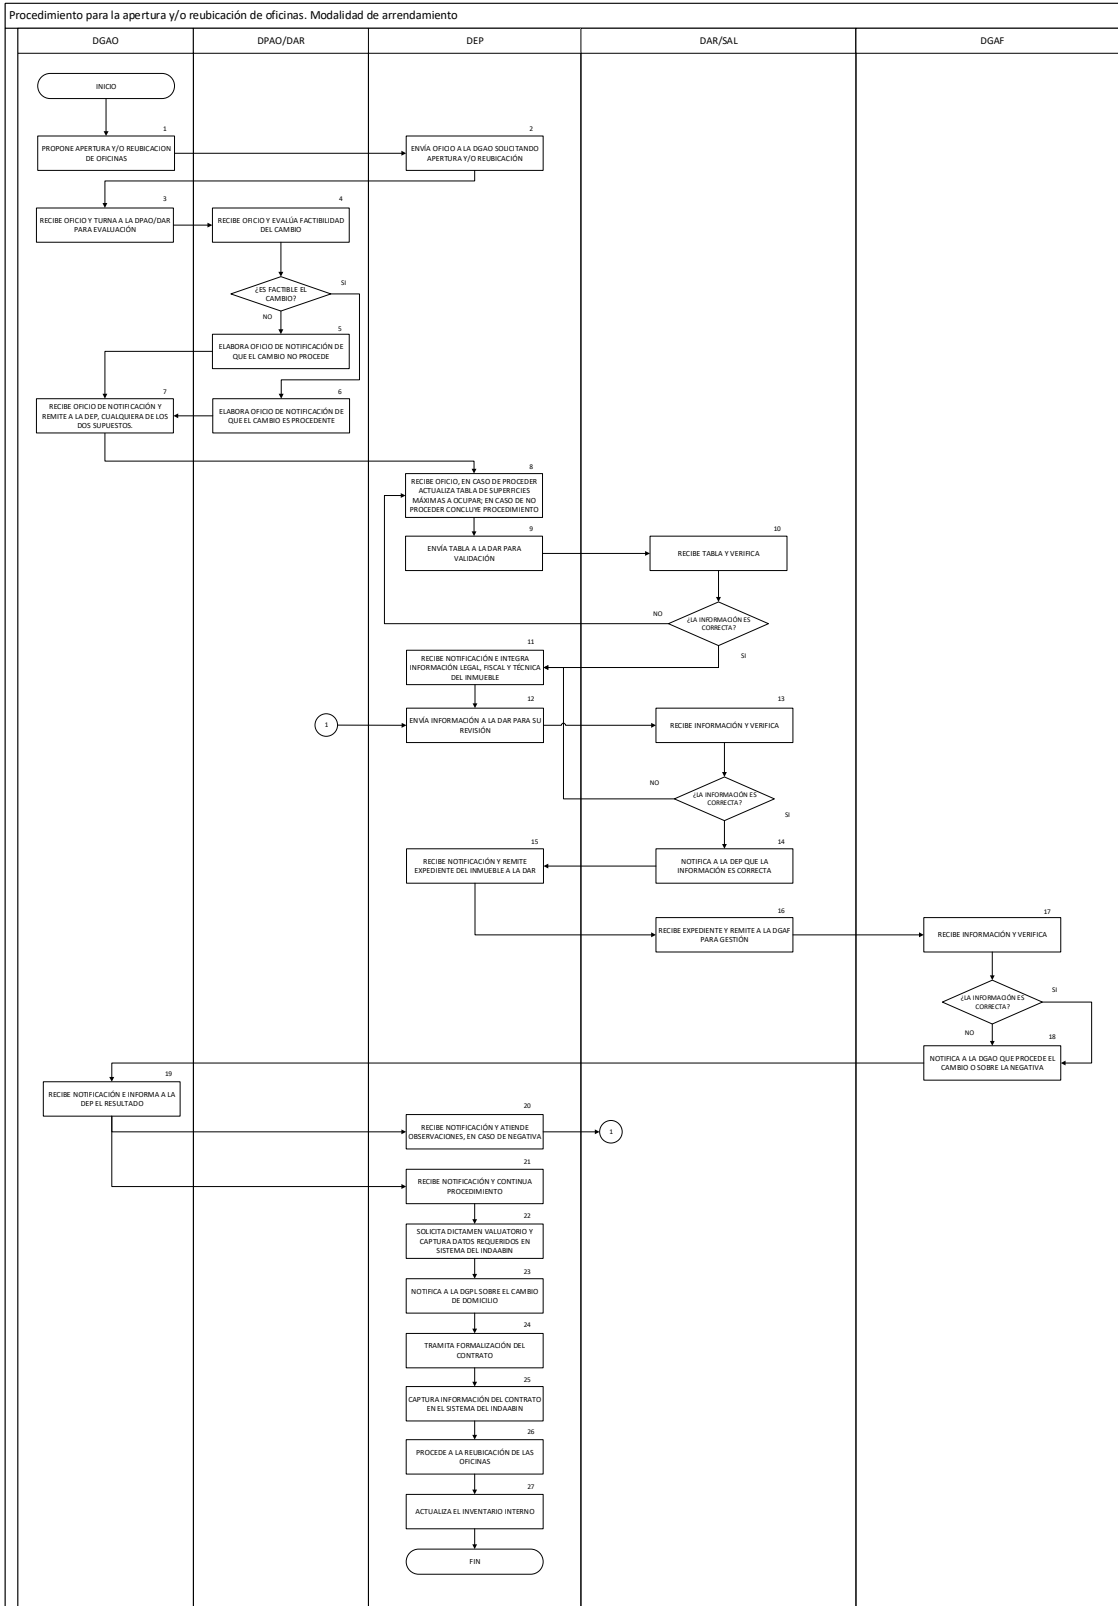 Procedimiento para la apertura y/o reubicación de oficinas. Modalidad de arrendamiento
DGAO
DPAO/DAR
DEP
DAR/SAL
DGAF
INICIO
1
PROPONE APERTURA Y/O REUBICACION
DE OFICINAS
2
ENVÍA OFICIO A LA DGAO SOLICITANDO
APERTURA Y/O REUBICACIÓN
3
RECIBE OFICIO Y TURNA A LA DPAO/DAR
PARA EVALUACIÓN
4
RECIBE OFICIO Y EVALÚA FACTIBILIDAD
DEL CAMBIO
¿ES FACTIBLE EL
CAMBIO?
SI
NO
5
ELABORA OFICIO DE NOTIFICACIÓN DE
QUE EL CAMBIO NO PROCEDE
6
ELABORA OFICIO DE NOTIFICACIÓN DE
QUE EL CAMBIO ES PROCEDENTE
7
RECIBE OFICIO DE NOTIFICACIÓN Y
REMITE A LA DEP, CUALQUIERA DE LOS
DOS SUPUESTOS.
8
RECIBE OFICIO, EN CASO DE PROCEDER
ACTUALIZA TABLA DE SUPERFICIES
MÁXIMAS A OCUPAR; EN CASO DE NO
PROCEDER CONCLUYE PROCEDIMIENTO
9
ENVÍA TABLA A LA DAR PARA
VALIDACIÓN
10
RECIBE TABLA Y VERIFICA
¿LA INFORMACIÓN ES
CORRECTA?
NO
SI
11
RECIBE NOTIFICACIÓN E INTEGRA
INFORMACIÓN LEGAL, FISCAL Y TÉCNICA
DEL INMUEBLE
1
12
ENVÍA INFORMACIÓN A LA DAR PARA SU
REVISIÓN
13
RECIBE INFORMACIÓN Y VERIFICA
¿LA INFORMACIÓN ES
CORRECTA?
NO
SI
14
NOTIFICA A LA DEP QUE LA
INFORMACIÓN ES CORRECTA
15
RECIBE NOTIFICACIÓN Y REMITE
EXPEDIENTE DEL INMUEBLE A LA DAR
16
RECIBE EXPEDIENTE Y REMITE A LA DGAF
PARA GESTIÓN
17
RECIBE INFORMACIÓN Y VERIFICA
¿LA INFORMACIÓN ES
CORRECTA?
SI
NO
18
NOTIFICA A LA DGAO QUE PROCEDE EL
CAMBIO O SOBRE LA NEGATIVA
19
RECIBE NOTIFICACIÓN E INFORMA A LA
DEP EL RESULTADO
20
RECIBE NOTIFICACIÓN Y ATIENDE
OBSERVACIONES, EN CASO DE NEGATIVA
1
21
RECIBE NOTIFICACIÓN Y CONTINUA
PROCEDIMIENTO
22
SOLICITA DICTAMEN VALUATORIO Y
CAPTURA DATOS REQUERIDOS EN
SISTEMA DEL INDAABIN
23
NOTIFICA A LA DGPL SOBRE EL CAMBIO
DE DOMICILIO
24
TRAMITA FORMALIZACIÓN DEL
CONTRATO
25
CAPTURA INFORMACIÓN DEL CONTRATO
EN EL SISTEMA DEL INDAABIN
26
PROCEDE A LA REUBICACIÓN DE LAS
OFICINAS
27
ACTUALIZA EL INVENTARIO INTERNO
FIN